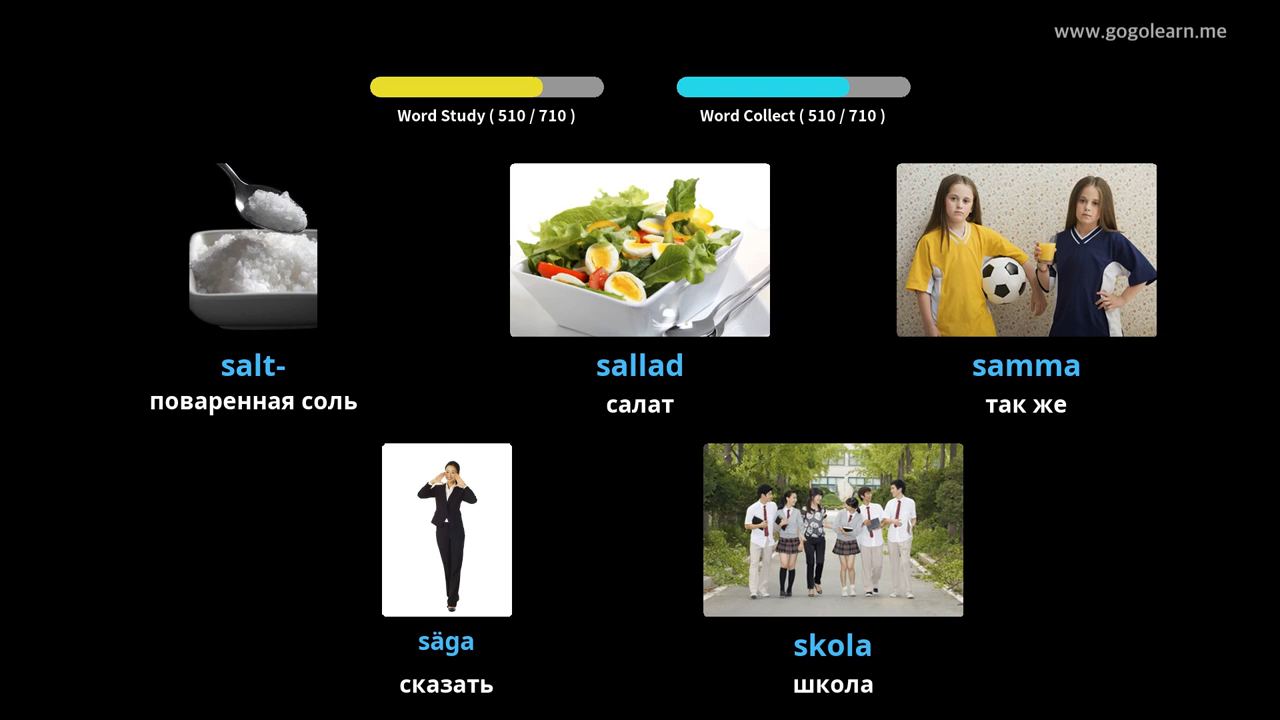 www.gogolearn.me
Word Study ( 510 / 710 )
Word Collect ( 510 / 710 )
salt-
поваренная соль
sallad
салат
samma
так же
säga
сказать
skola
школа